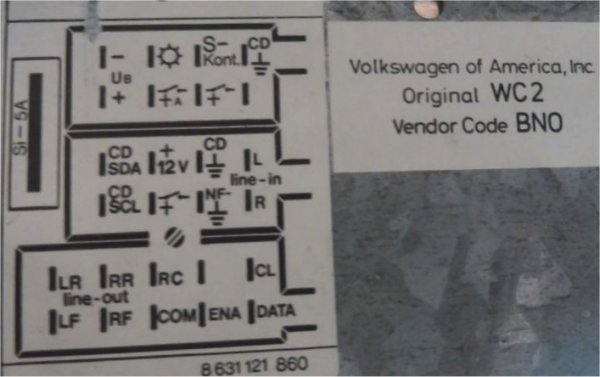 SI-5A
− S- CD
UB Kont.
+ A
CD + CD L
SDA 12V line-in
CD NF- R
SCL
LR RR RC CL
line-out
LF RF COM ENA DATA
8 631 121 860
Volkswagen of America, Inc.
Original WC2
Vendor Code BNO